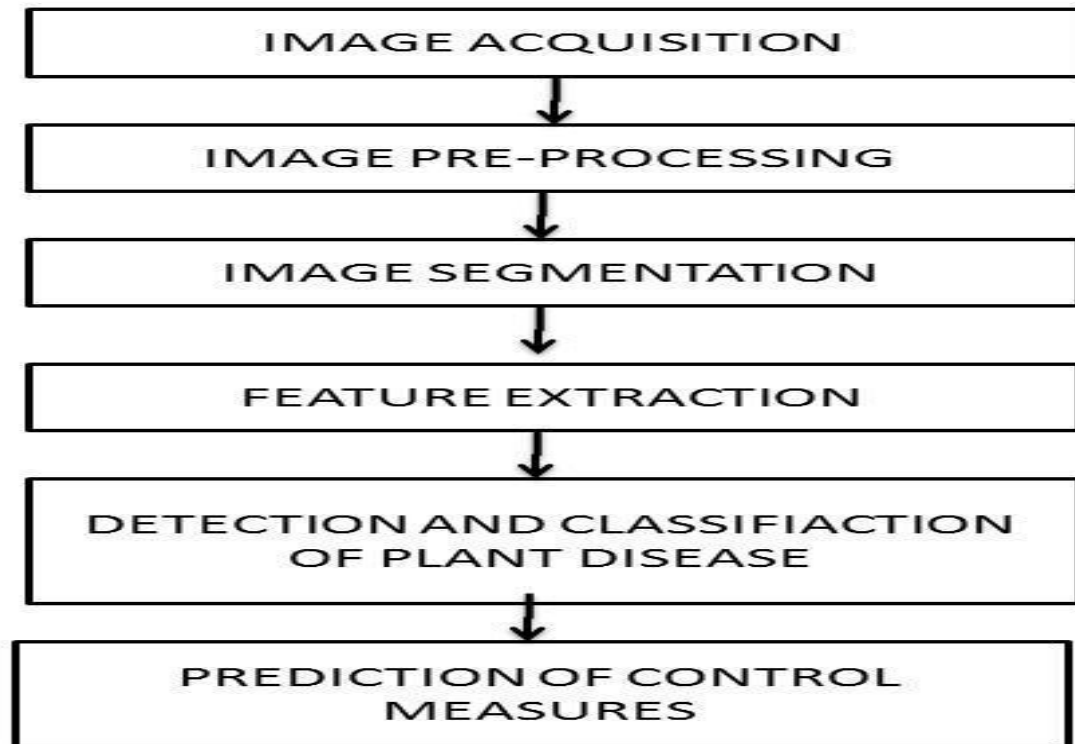 IMAGE ACQUISITION
IMAGE PRE-PROCESSING
IMAGE SEGMENTATION
FEATURE EXTRACTION
DETECTION AND CLASSIFIACTION
OF PLANT DISEASE
PREDICTION OF CONTROL
MEASURES